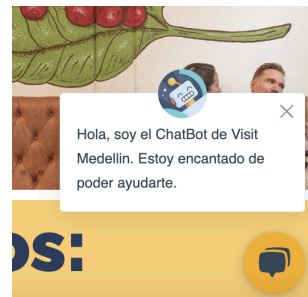 Hola, soy el ChatBot de Visit
Medellin. Estoy encantado de
poder ayudarte.
os: